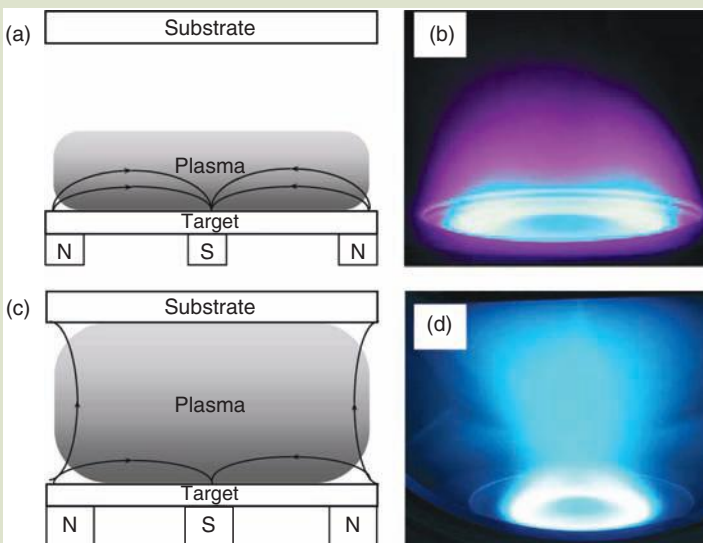 (a)
Substrate
Plasma
Target
N S N
(b)
(c)
Substrate
Plasma
Target
N S N
(d)